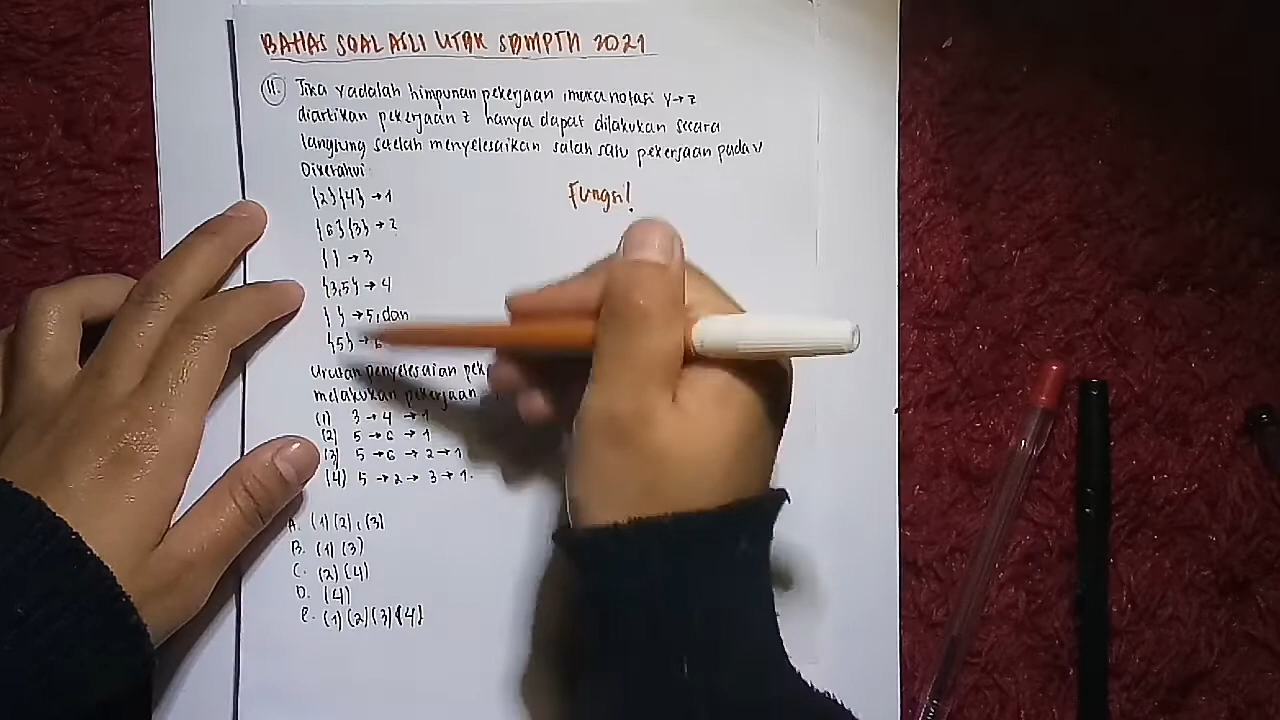 BAHAS SOAL ASLI UTBK SBMPTN 2021
11. Jika Y adalah himpunan pekerjaan, maka notasi Y→Z
diartikan pekerjaan Z hanya dapat dilakukan secara
langsung setelah menyelesaikan salah satu pekerjaan pada Y
Diketahui:
{2}{4} → 1
{6}{3} → 2
{ } → 3
{3,5} → 4
{ } → 5, dan
{5} → 6
Fungsi!
Urutan penyelesaian
melakukan pekerjaan
(1) 3 → 4 → 1
(2) 5 → 6 → 1
(3) 5 → 6 → 2 → 1
(4) 5 → 2 → 3 → 1.
A. (1) (2), (3)
B. (1) (3)
C. (2) (4)
D. (4)
E. (1) (2) (3) (4)